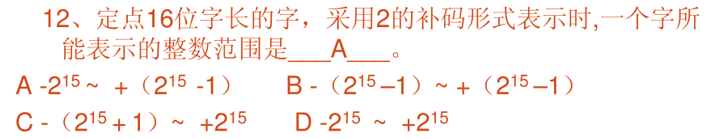 12、定点16位字长的字，采用2的补码形式表示时,一个字所
能表示的整数范围是___A___。
A -2¹⁵ ~ +（2¹⁵ -1） B -（2¹⁵–1）~ +（2¹⁵–1）
C -（2¹⁵ + 1）~ +2¹⁵ D -2¹⁵ ~ +2¹⁵